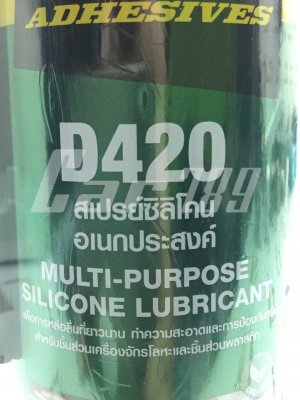 ADHESIVES
D420
สเปรย์ซิลิโคน
อเนกประสงค์
MULTI-PURPOSE
SILICONE LUBRICANT
เพื่อการหล่อลื่นที่ยาวนาน ทำความสะอาดและการป้องกันสนิม
สำหรับชิ้นส่วนเครื่องจักรโลหะและชิ้นส่วนพลาสติก